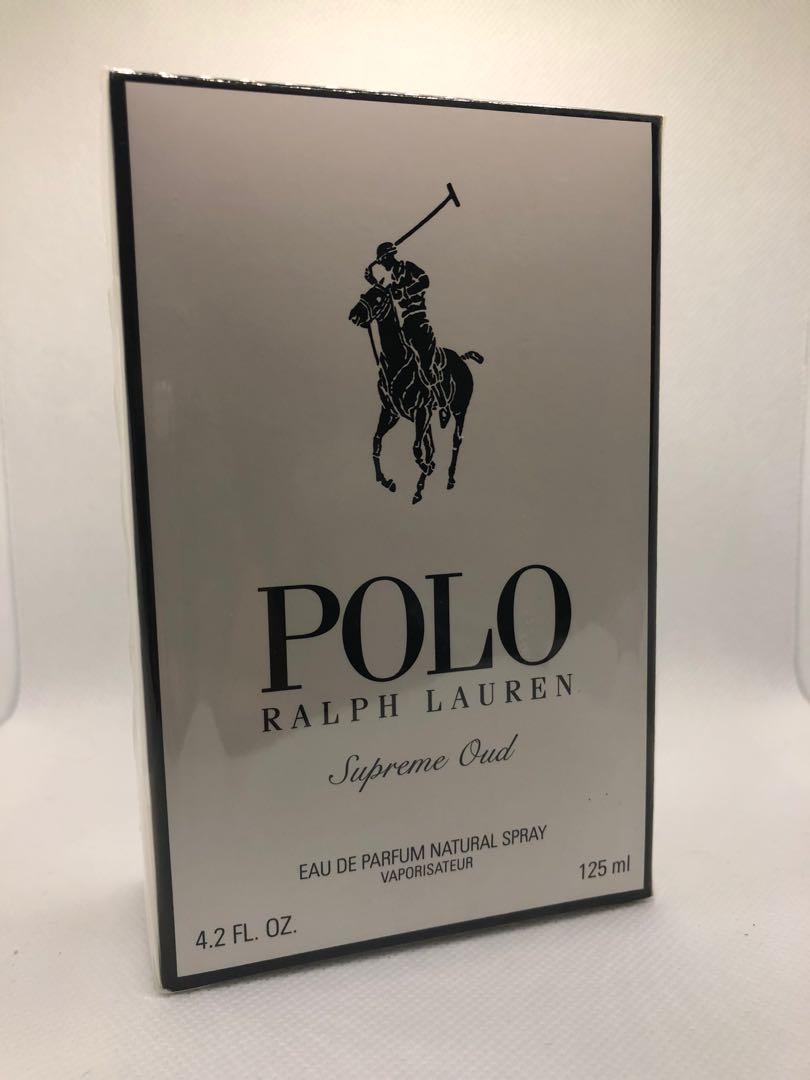 POLO
RALPH LAUREN
Supreme Oud
EAU DE PARFUM NATURAL SPRAY
VAPORISATEUR
4.2 FL. OZ.
125 ml